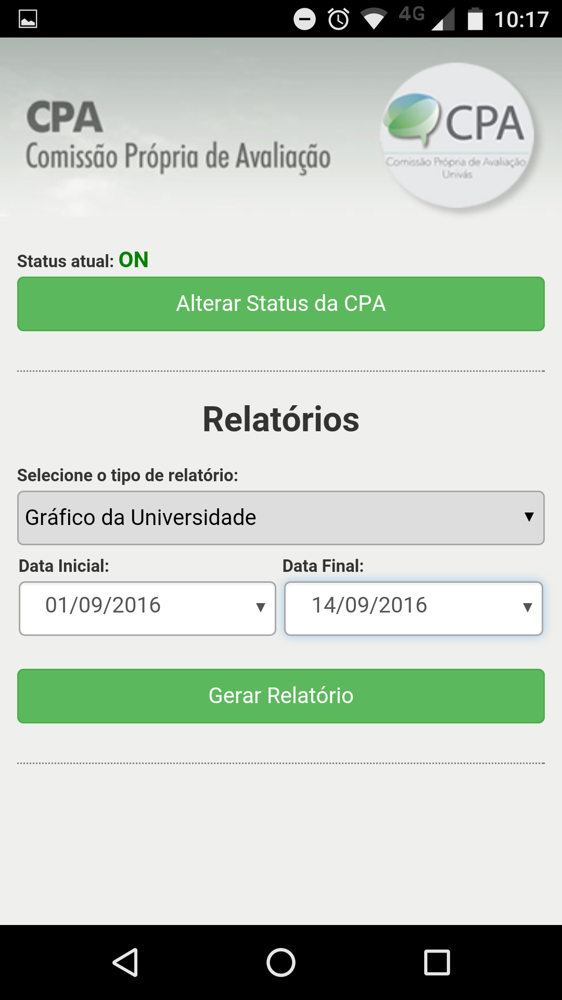 4G 10:17
CPA
Comissão Própria de Avaliação
CPA
Comissão Própria de Avaliação
Univás
Status atual: ON
Alterar Status da CPA
Relatórios
Selecione o tipo de relatório:
Gráfico da Universidade
Data Inicial: Data Final:
01/09/2016 14/09/2016
Gerar Relatório